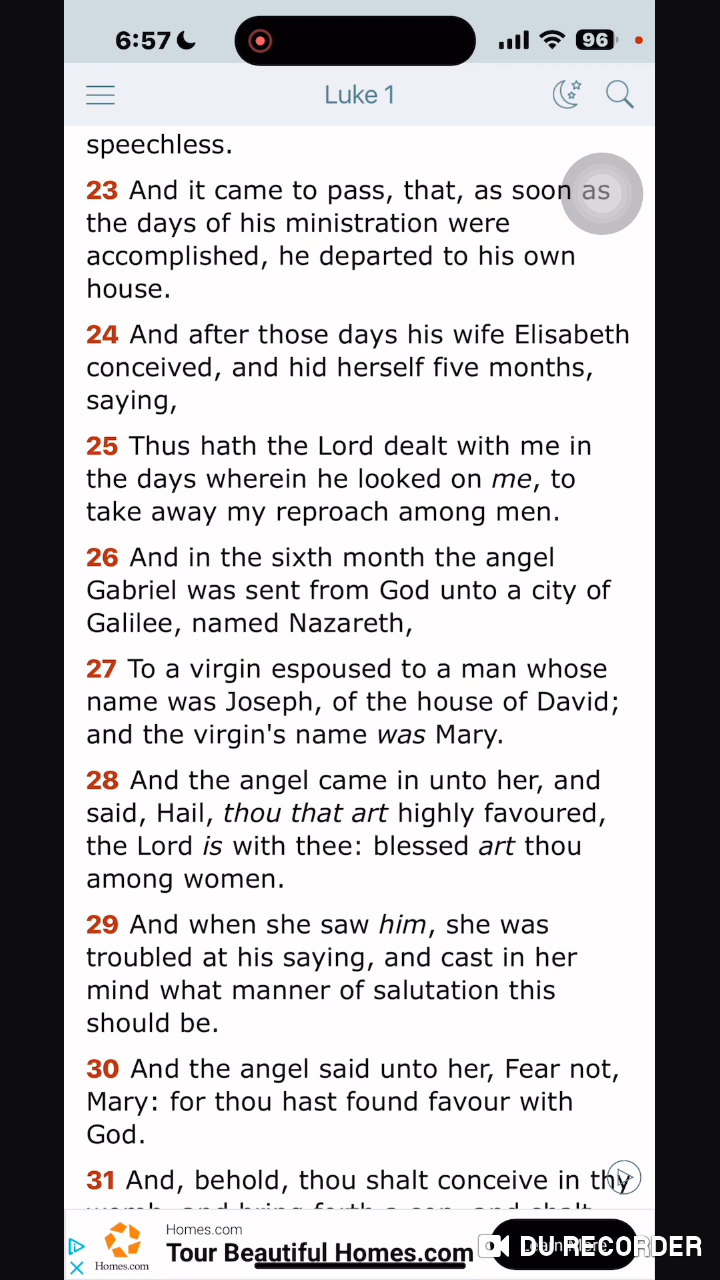 6:57
96
Luke 1
speechless.
23 And it came to pass, that, as soon as
the days of his ministration were
accomplished, he departed to his own
house.
24 And after those days his wife Elisabeth
conceived, and hid herself five months,
saying,
25 Thus hath the Lord dealt with me in
the days wherein he looked on me, to
take away my reproach among men.
26 And in the sixth month the angel
Gabriel was sent from God unto a city of
Galilee, named Nazareth,
27 To a virgin espoused to a man whose
name was Joseph, of the house of David;
and the virgin's name was Mary.
28 And the angel came in unto her, and
said, Hail, thou that art highly favoured,
the Lord is with thee: blessed art thou
among women.
29 And when she saw him, she was
troubled at his saying, and cast in her
mind what manner of salutation this
should be.
30 And the angel said unto her, Fear not,
Mary: for thou hast found favour with
God.
31 And, behold, thou shalt conceive in thy
Homes.com
Tour Beautiful Homes.com
Homes.com
DU RECORDER